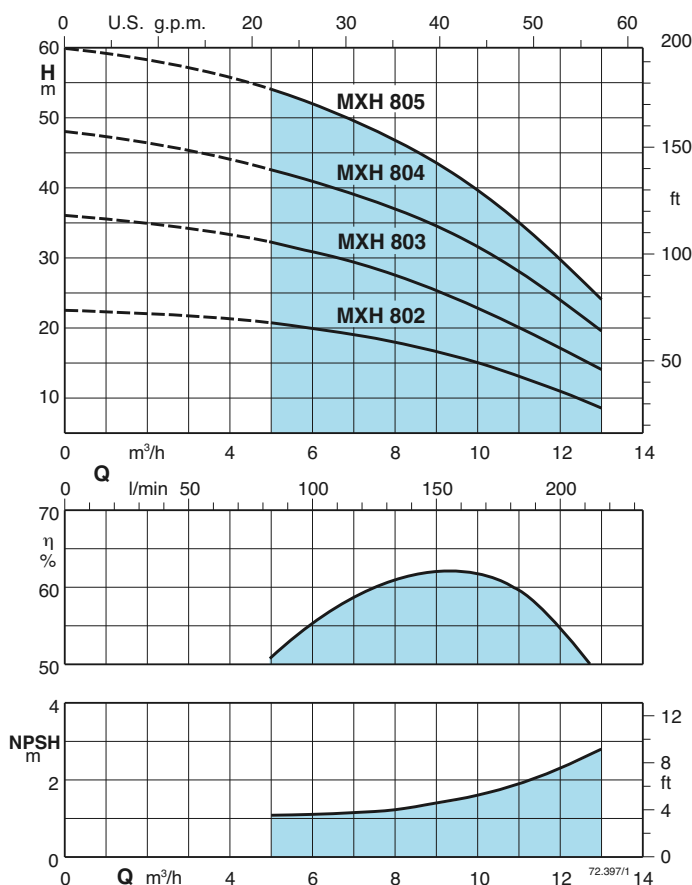 0 U.S. g.p.m. 20 30 40 50 60
60 200
H
m
MXH 805
50
150
MXH 804
40
ft
MXH 803
30 100
MXH 802
20
50
10
0 m³/h 4 6 8 10 12 14
Q
0 l/min 50 100 150 200
70
η
%
60
50
4
12
NPSH
m
8
2
ft
4
0 0
72.397/1
0 Q m³/h 4 6 8 10 12 14